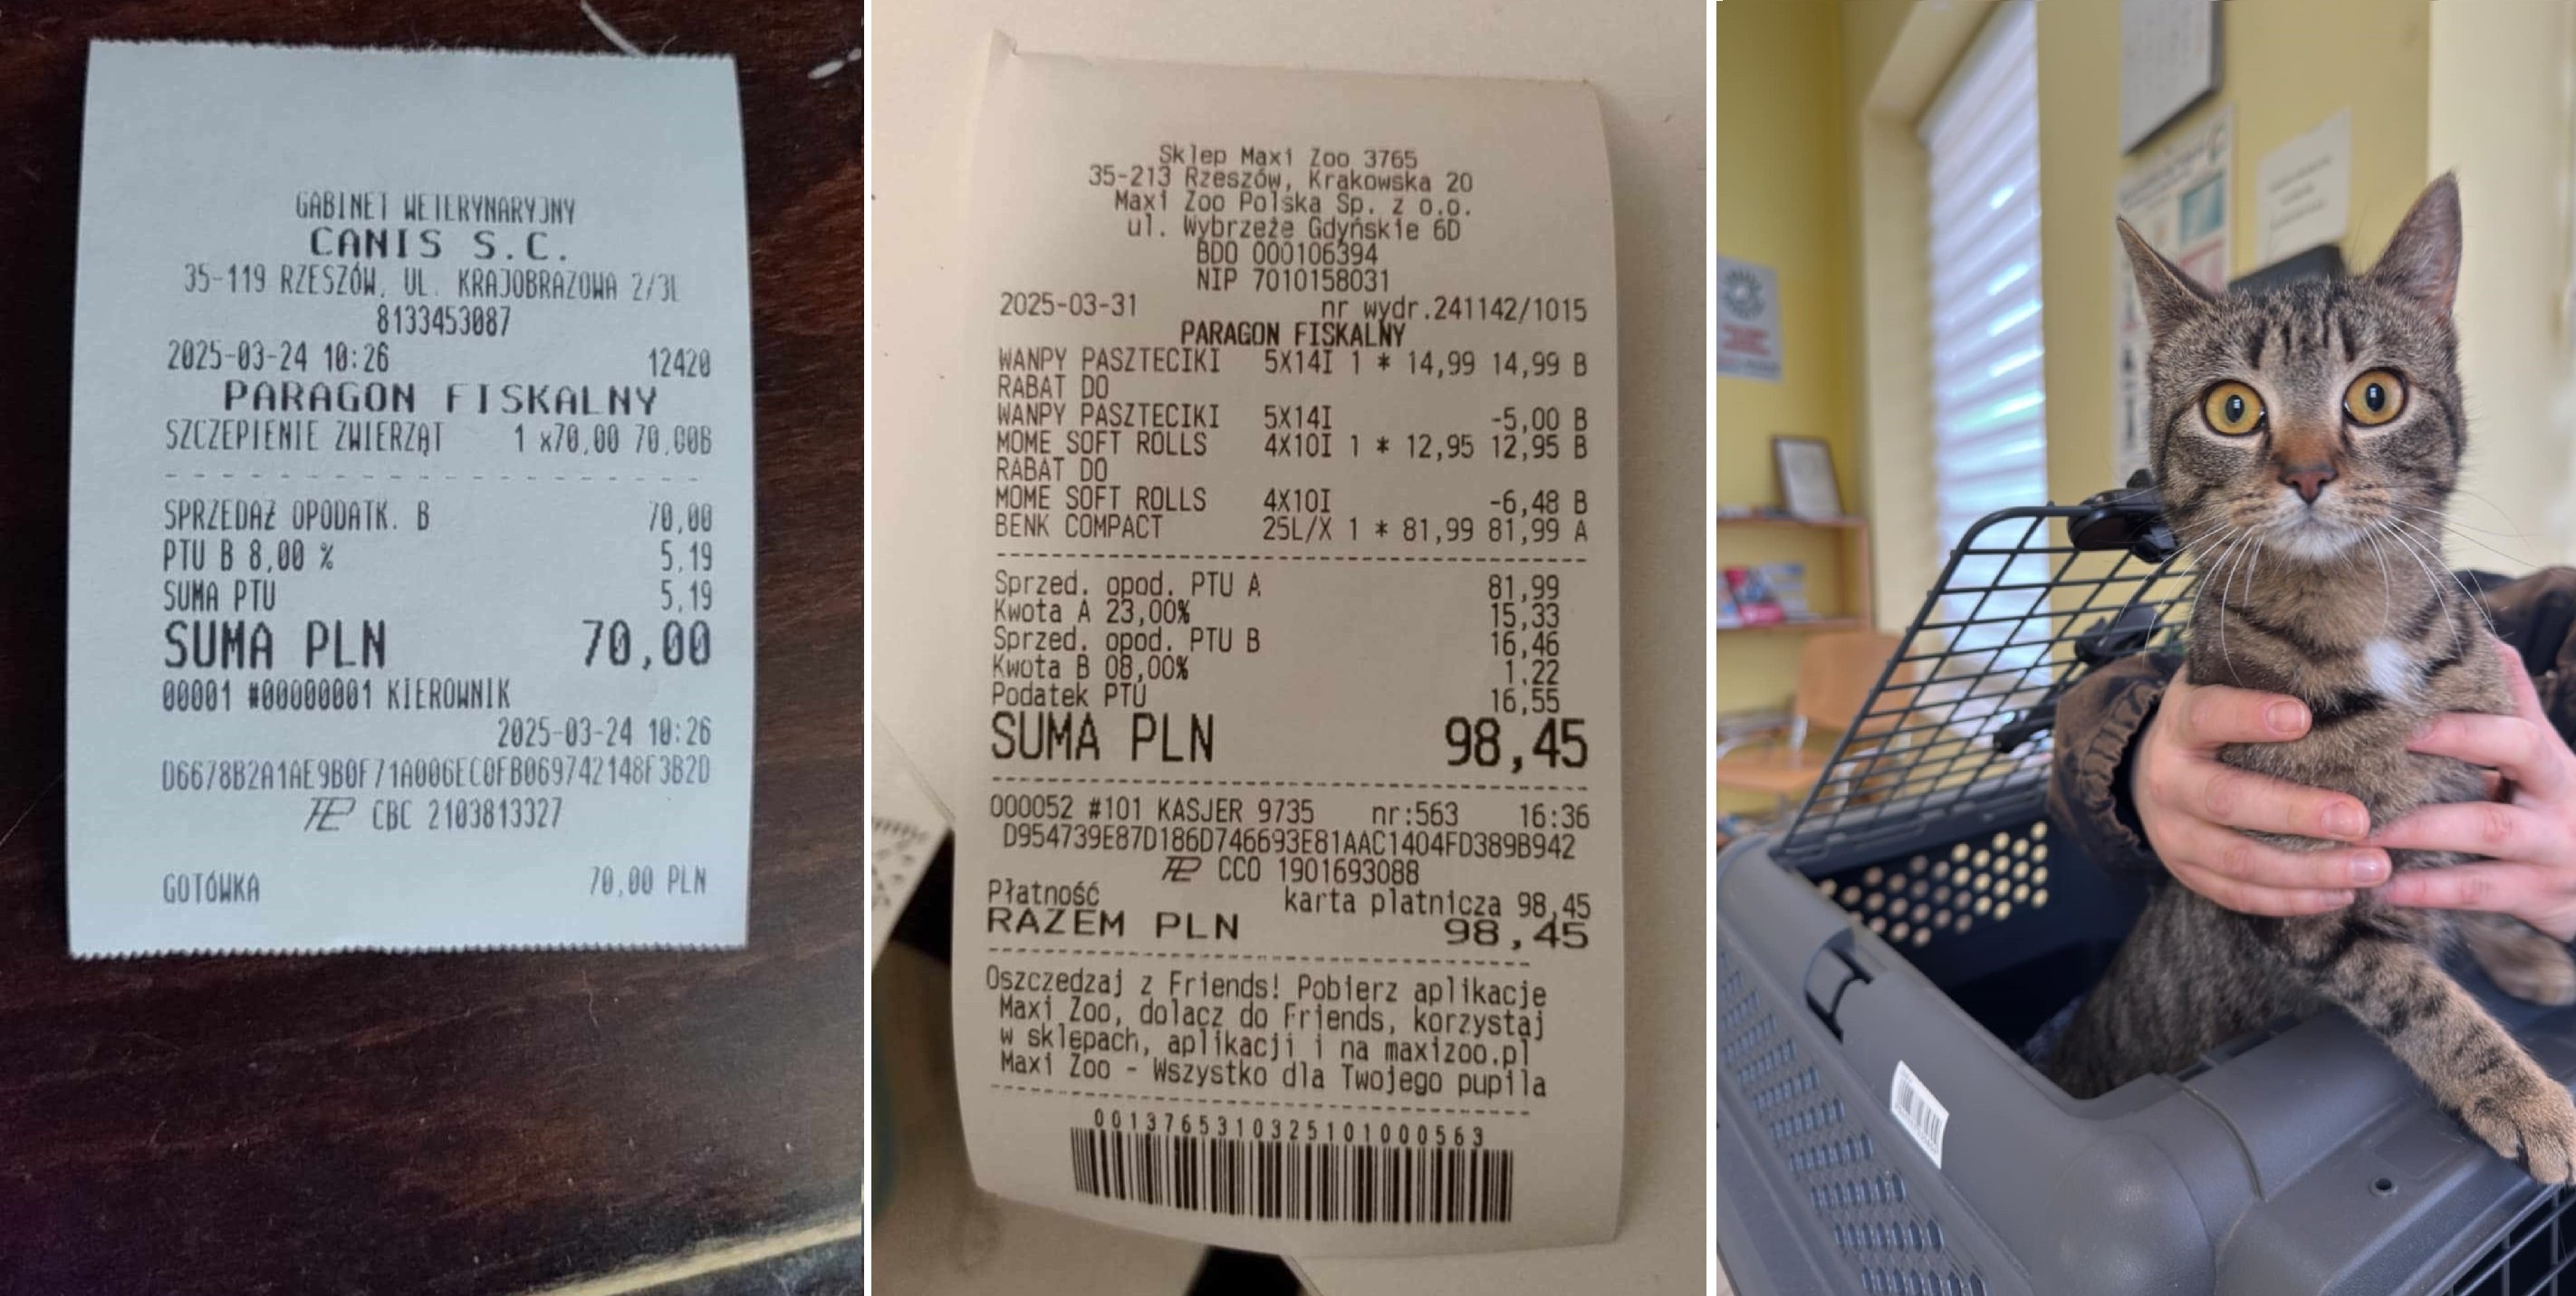 GABINET WETERYNARYJNY
CANIS S.C.
35-119 RZESZÓW, UL. KRAJOBRAZOWA 2/3L
8133453087
2025-03-24 10:26 12420
PARAGON FISKALNY
SZCZEPIENIE ZWIERZĄT 1 x70,00 70,00B
SPRZEDAŻ OPODATK. B 70,00
PTU B 8,00 % 5,19
SUMA PTU 5,19
SUMA PLN 70,00
00001 #00000001 KIEROWNIK
2025-03-24 10:26
D6678B2A1AE9B0F71A006EC0FB069742148F3B2D
CBC 2103813327
GOTÓWKA 70,00 PLN
Sklep Maxi Zoo 3765
35-213 Rzeszów, Krakowska 20
Maxi Zoo Polska Sp. z o.o.
ul. Wybrzeże Gdyńskie 6D
BDO 000106394
NIP 7010158031
2025-03-31 nr wydr.241142/1015
PARAGON FISKALNY
WANPY PASZTECIKI 5X14I 1 * 14,99 14,99 B
RABAT DO
WANPY PASZTECIKI 5X14I -5,00 B
MOME SOFT ROLLS 4X10I 1 * 12,95 12,95 B
RABAT DO
MOME SOFT ROLLS 4X10I -6,48 B
BENK COMPACT 25L/X 1 * 81,99 81,99 A
Sprzed. opod. PTU A 81,99
Kwota A 23,00% 15,33
Sprzed. opod. PTU B 16,46
Kwota B 08,00% 1,22
Podatek PTU 16,55
SUMA PLN 98,45
000052 #101 KASJER 9735 nr:563 16:36
D954739E87D186D746693E81AAC1404FD389B942
CCO 1901693088
Płatność karta płatnicza 98,45
RAZEM PLN 98,45
Oszczedzaj z Friends! Pobierz aplikacje
Maxi Zoo, dolacz do Friends, korzystaj
w sklepach, aplikacji i na maxizoo.pl
Maxi Zoo - Wszystko dla Twojego pupila
0013765310325101000563